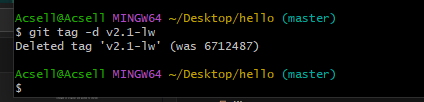 Acsell@Acsell MINGW64 ~/Desktop/hello (master)
$ git tag -d v2.1-lw
Deleted tag 'v2.1-lw' (was 6712487)
Acsell@Acsell MINGW64 ~/Desktop/hello (master)
$